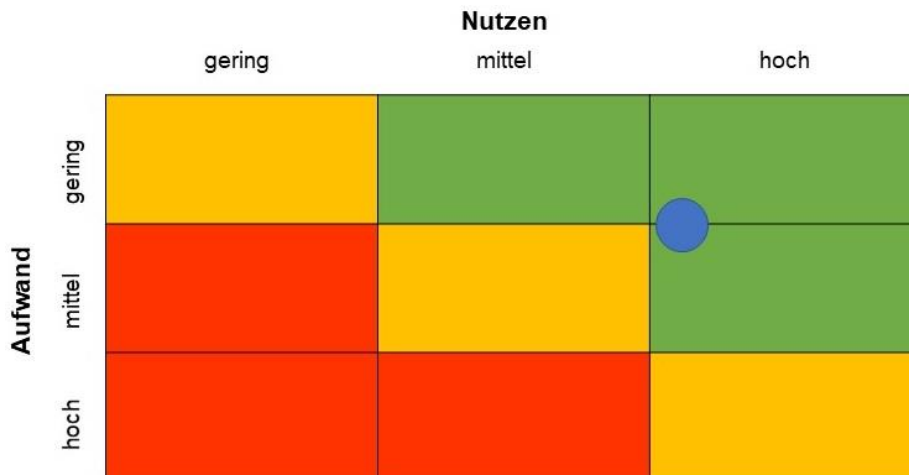 Nutzen
gering mittel hoch
Aufwand
gering
mittel
hoch